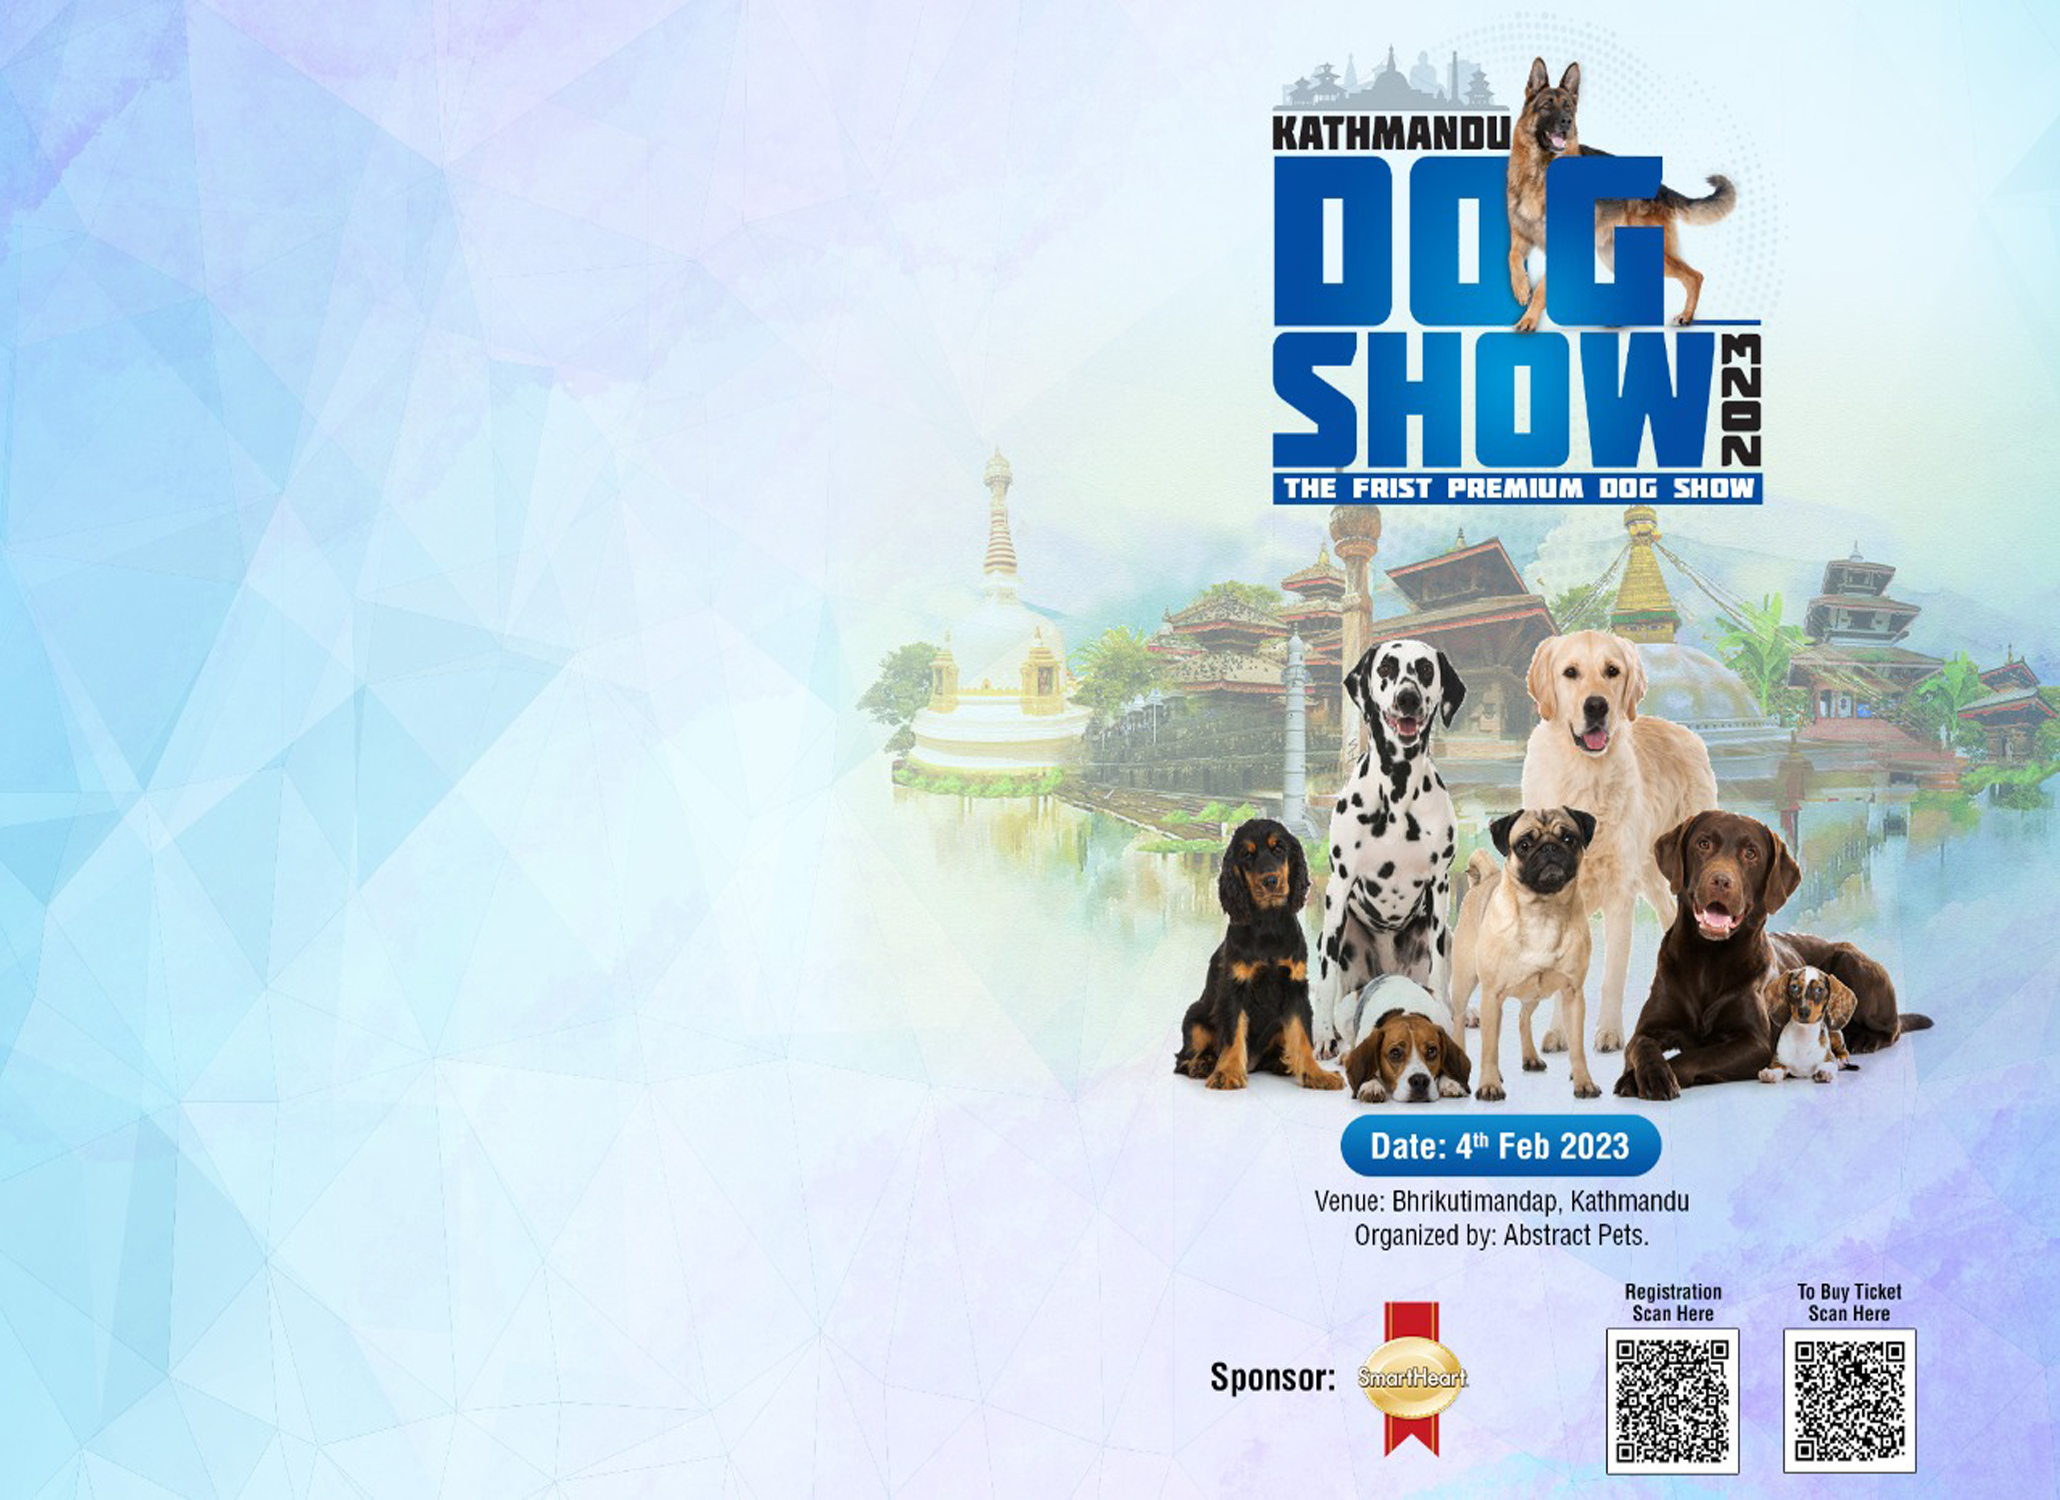 KATHMANDU
DOG
SHOW
2023
THE FRIST PREMIUM DOG SHOW
Date: 4th Feb 2023
Venue: Bhrikutimandap, Kathmandu
Organized by: Abstract Pets.
Registration
Scan Here
To Buy Ticket
Scan Here
Sponsor:
SmartHeart